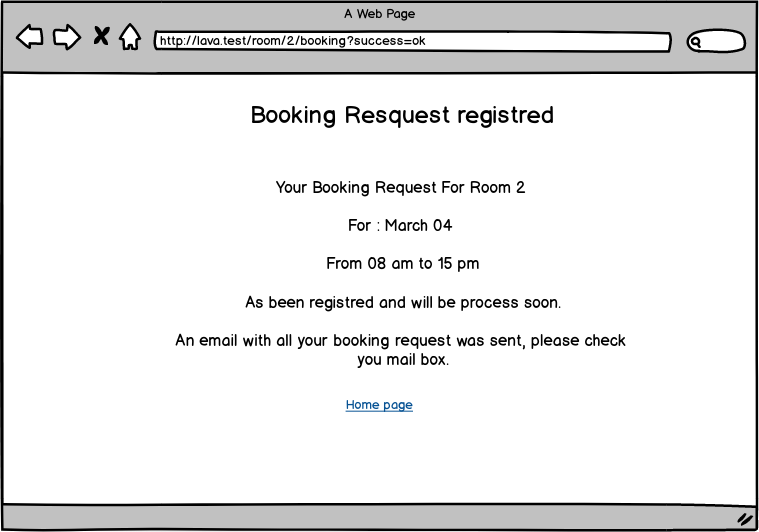 A Web Page
http://lava.test/room/2/booking?success=ok
Booking Resquest registred
Your Booking Request For Room 2
For : March 04
From 08 am to 15 pm
As been registred and will be process soon.
An email with all your booking request was sent, please check
you mail box.
Home page